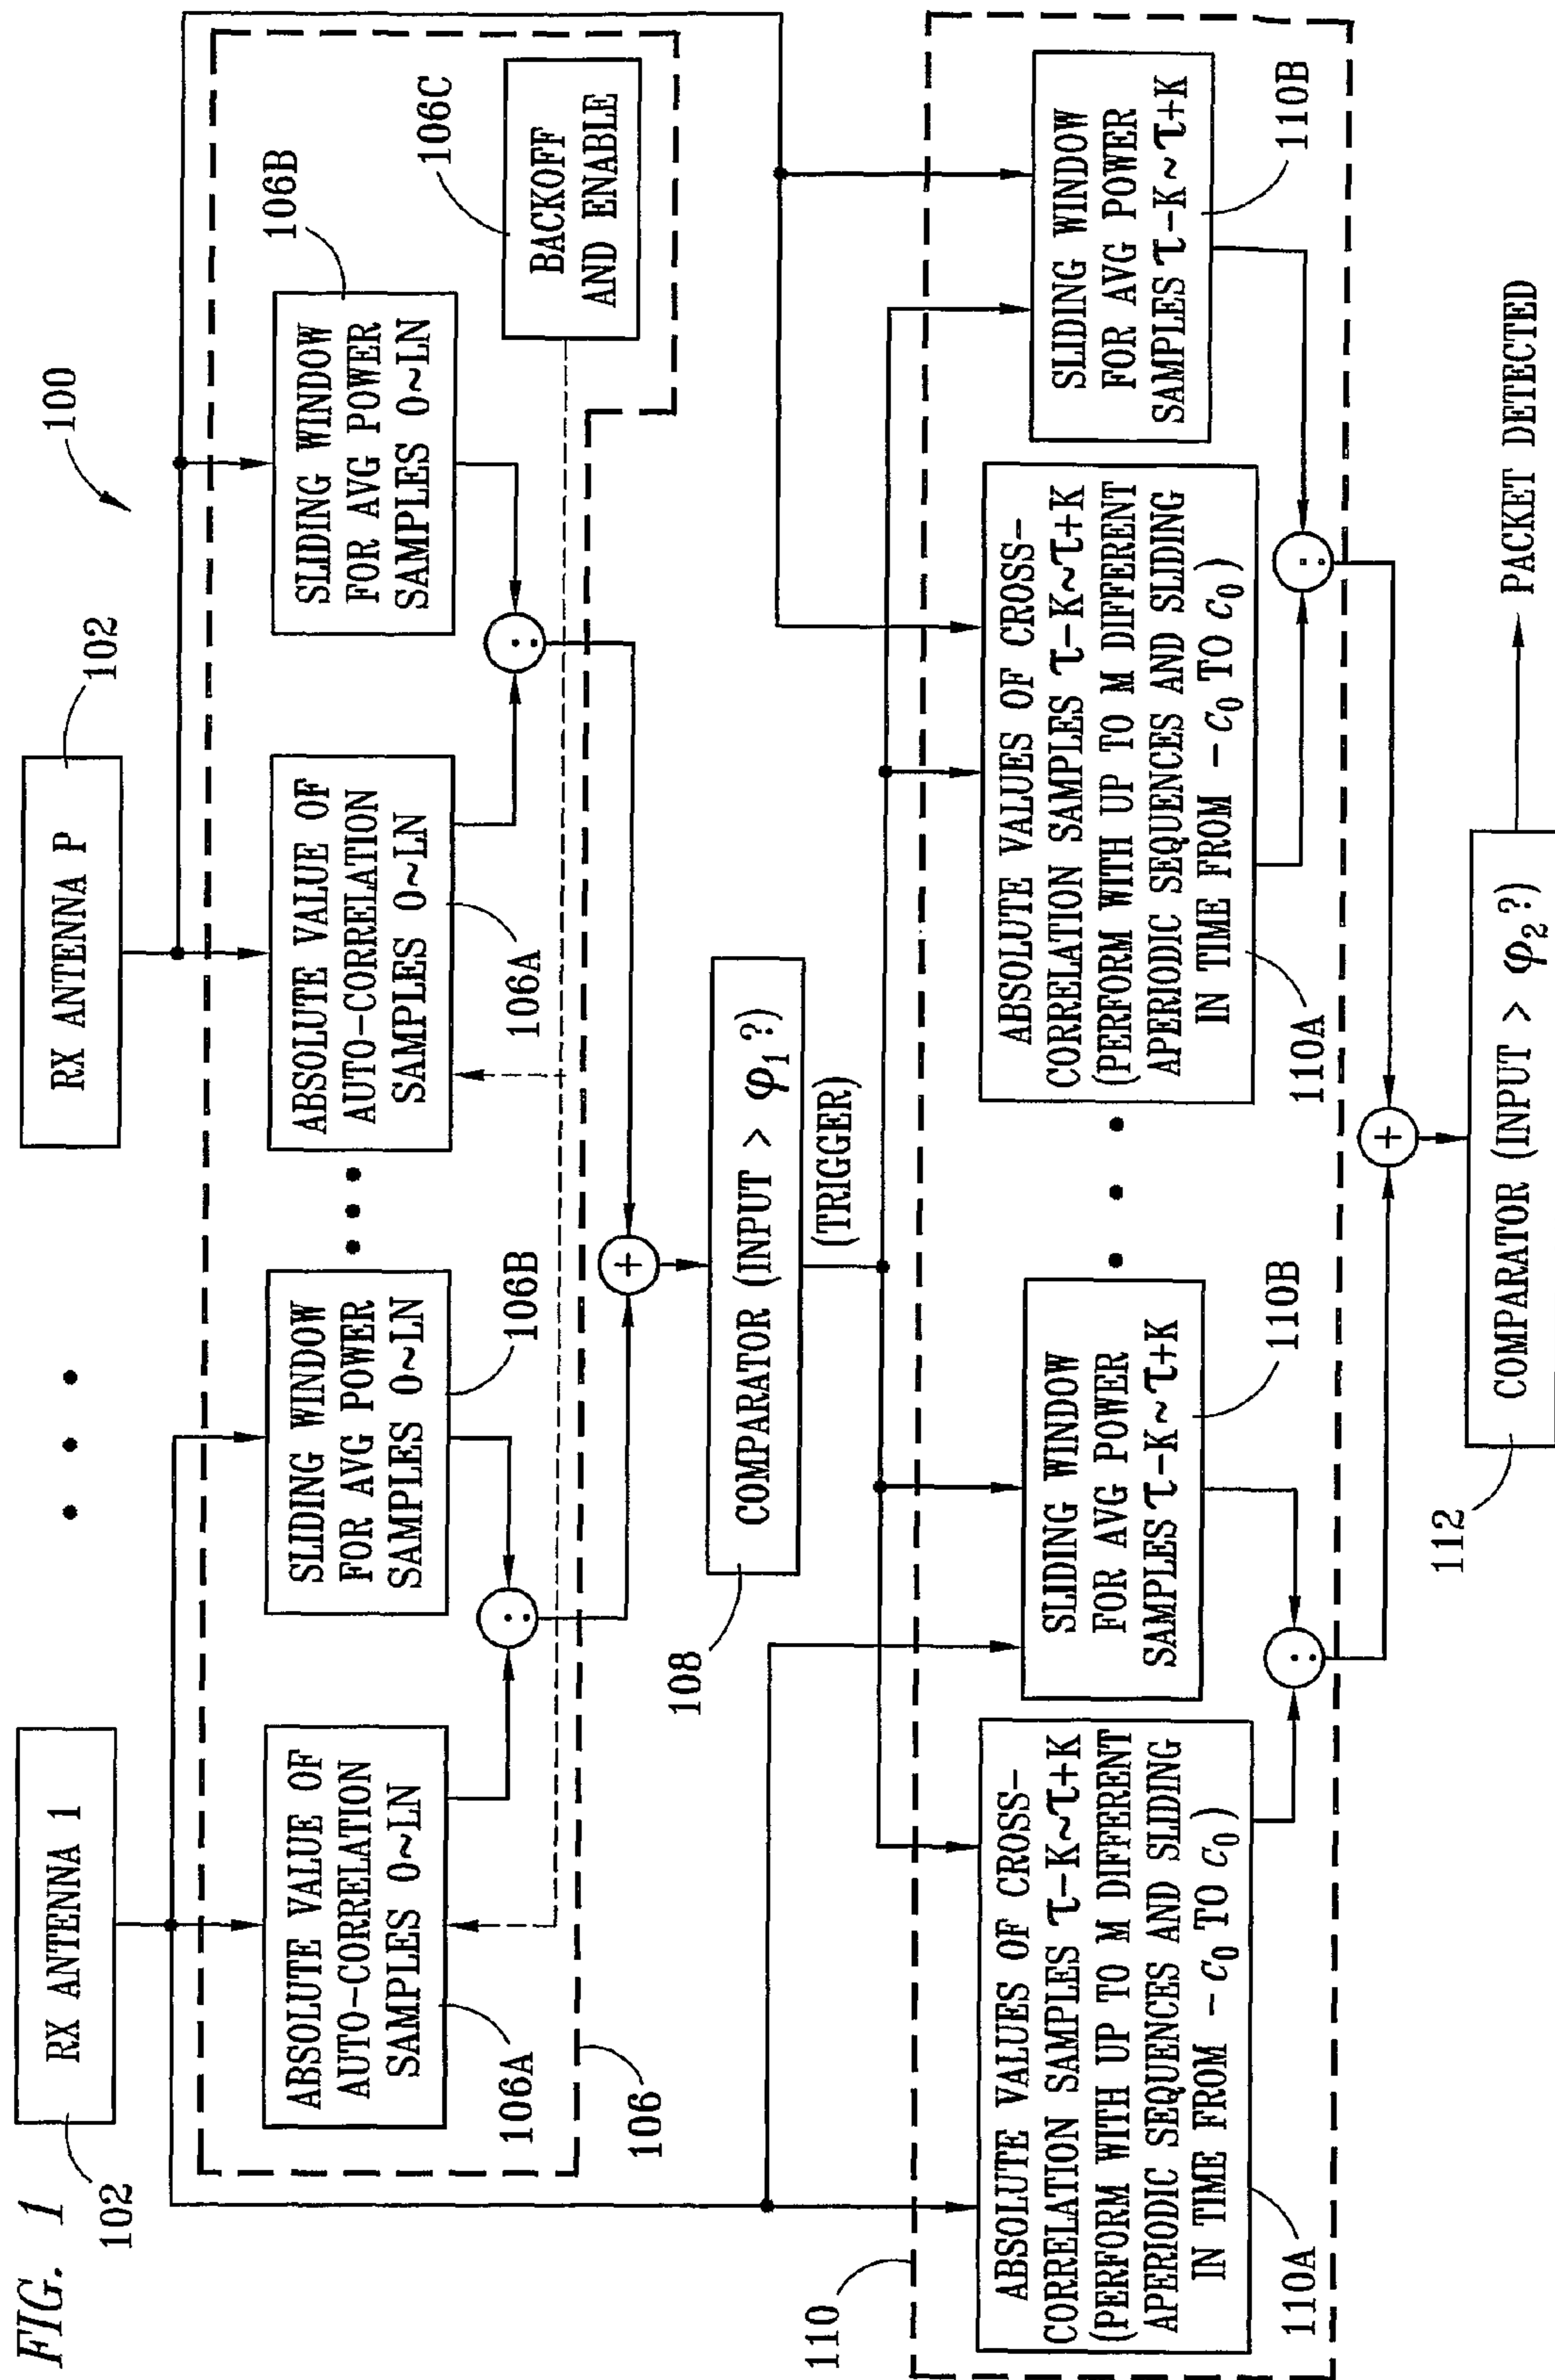 FIG. 1
100
RX ANTENNA 1
102
RX ANTENNA P
102
ABSOLUTE VALUE OF
AUTO-CORRELATION
SAMPLES 0~LN
106A
SLIDING WINDOW
FOR AVG POWER
SAMPLES 0~LN
106B
ABSOLUTE VALUE OF
AUTO-CORRELATION
SAMPLES 0~LN
106A
SLIDING WINDOW
FOR AVG POWER
SAMPLES 0~LN
106B
BACKOFF
AND ENABLE
106C
106
+
COMPARATOR (INPUT > φ1 ?)
108
(TRIGGER)
110
ABSOLUTE VALUES OF CROSS-
CORRELATION SAMPLES τ-K~τ+K
(PERFORM WITH UP TO M DIFFERENT
APERIODIC SEQUENCES AND SLIDING
IN TIME FROM -c0 TO c0)
110A
SLIDING WINDOW
FOR AVG POWER
SAMPLES τ-K~τ+K
110B
ABSOLUTE VALUES OF CROSS-
CORRELATION SAMPLES τ-K~τ+K
(PERFORM WITH UP TO M DIFFERENT
APERIODIC SEQUENCES AND SLIDING
IN TIME FROM -c0 TO c0)
110A
SLIDING WINDOW
FOR AVG POWER
SAMPLES τ-K~τ+K
110B
+
COMPARATOR (INPUT > φ2 ?)
112
PACKET DETECTED